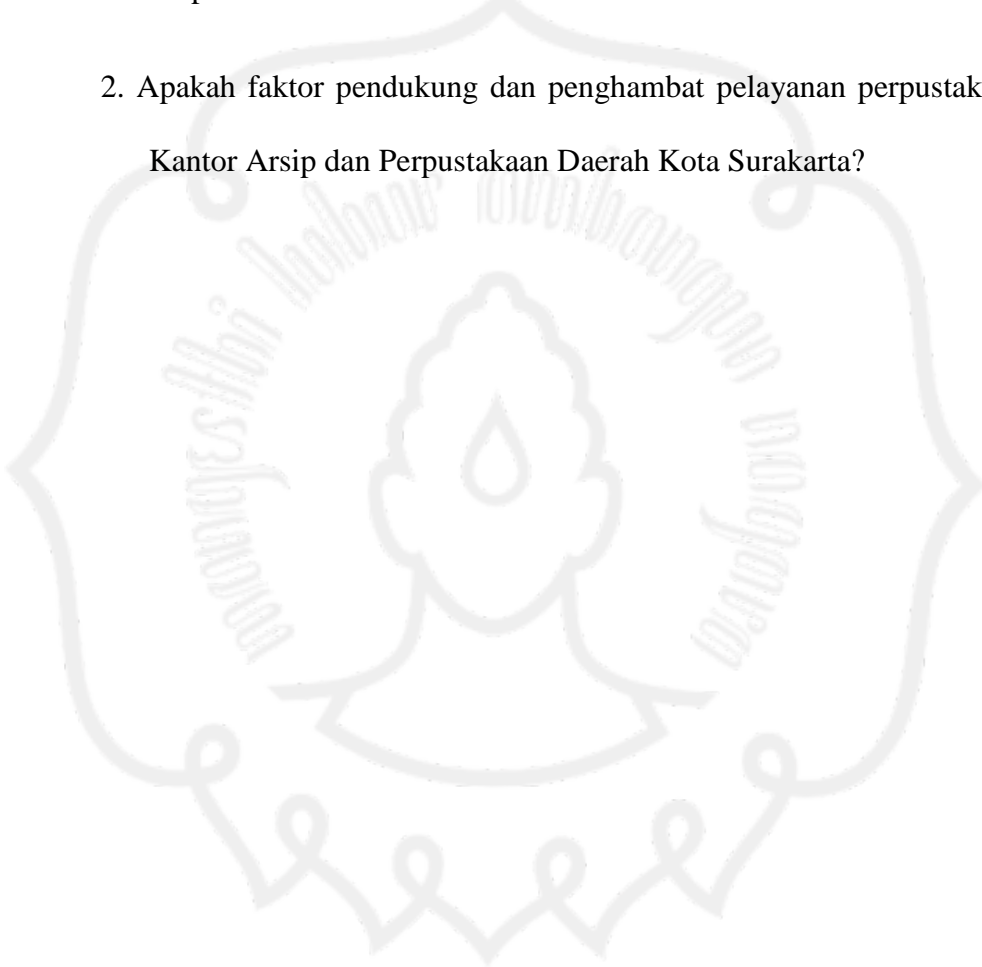 2. Apakah faktor pendukung dan penghambat pelayanan perpustak
Kantor Arsip dan Perpustakaan Daerah Kota Surakarta?